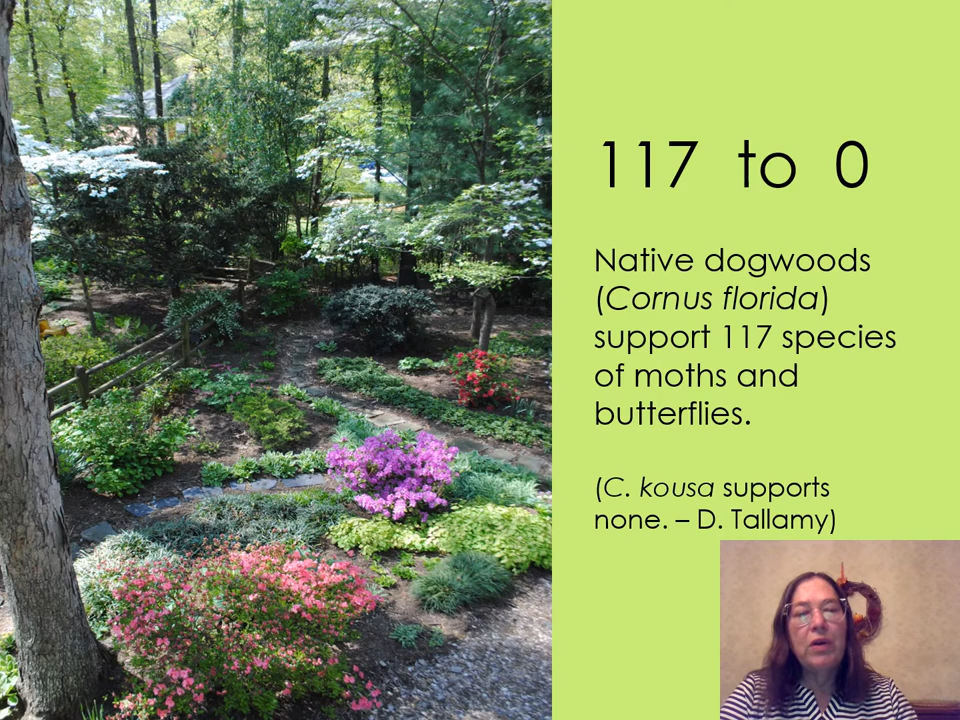 117 to 0
Native dogwoods
(Cornus florida)
support 117 species
of moths and
butterflies.
(C. kousa supports
none. – D. Tallamy)